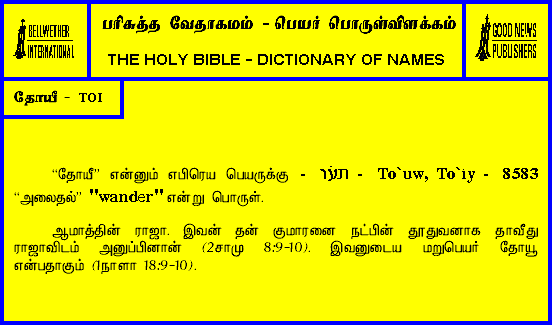 BELLWETHER
INTERNATIONAL
பரிசுத்த வேதாகமம் - பெயர் பொருள்விளக்கம்
THE HOLY BIBLE - DICTIONARY OF NAMES
GOOD NEWS
PUBLISHERS
தோயீ - TOI
“தோயீ” என்னும் எபிரெய பெயருக்கு - תּעוּ - To`uw, To`iy - 8583
“அலைதல்” "wander" என்று பொருள்.
ஆமாத்தின் ராஜா. இவன் தன் குமாரனை நட்பின் தூதுவனாக தாவீது
ராஜாவிடம் அனுப்பினான் (2சாமு 8:9-10). இவனுடைய மறுபெயர் தோயூ
என்பதாகும் (1நாளா 18:9-10).